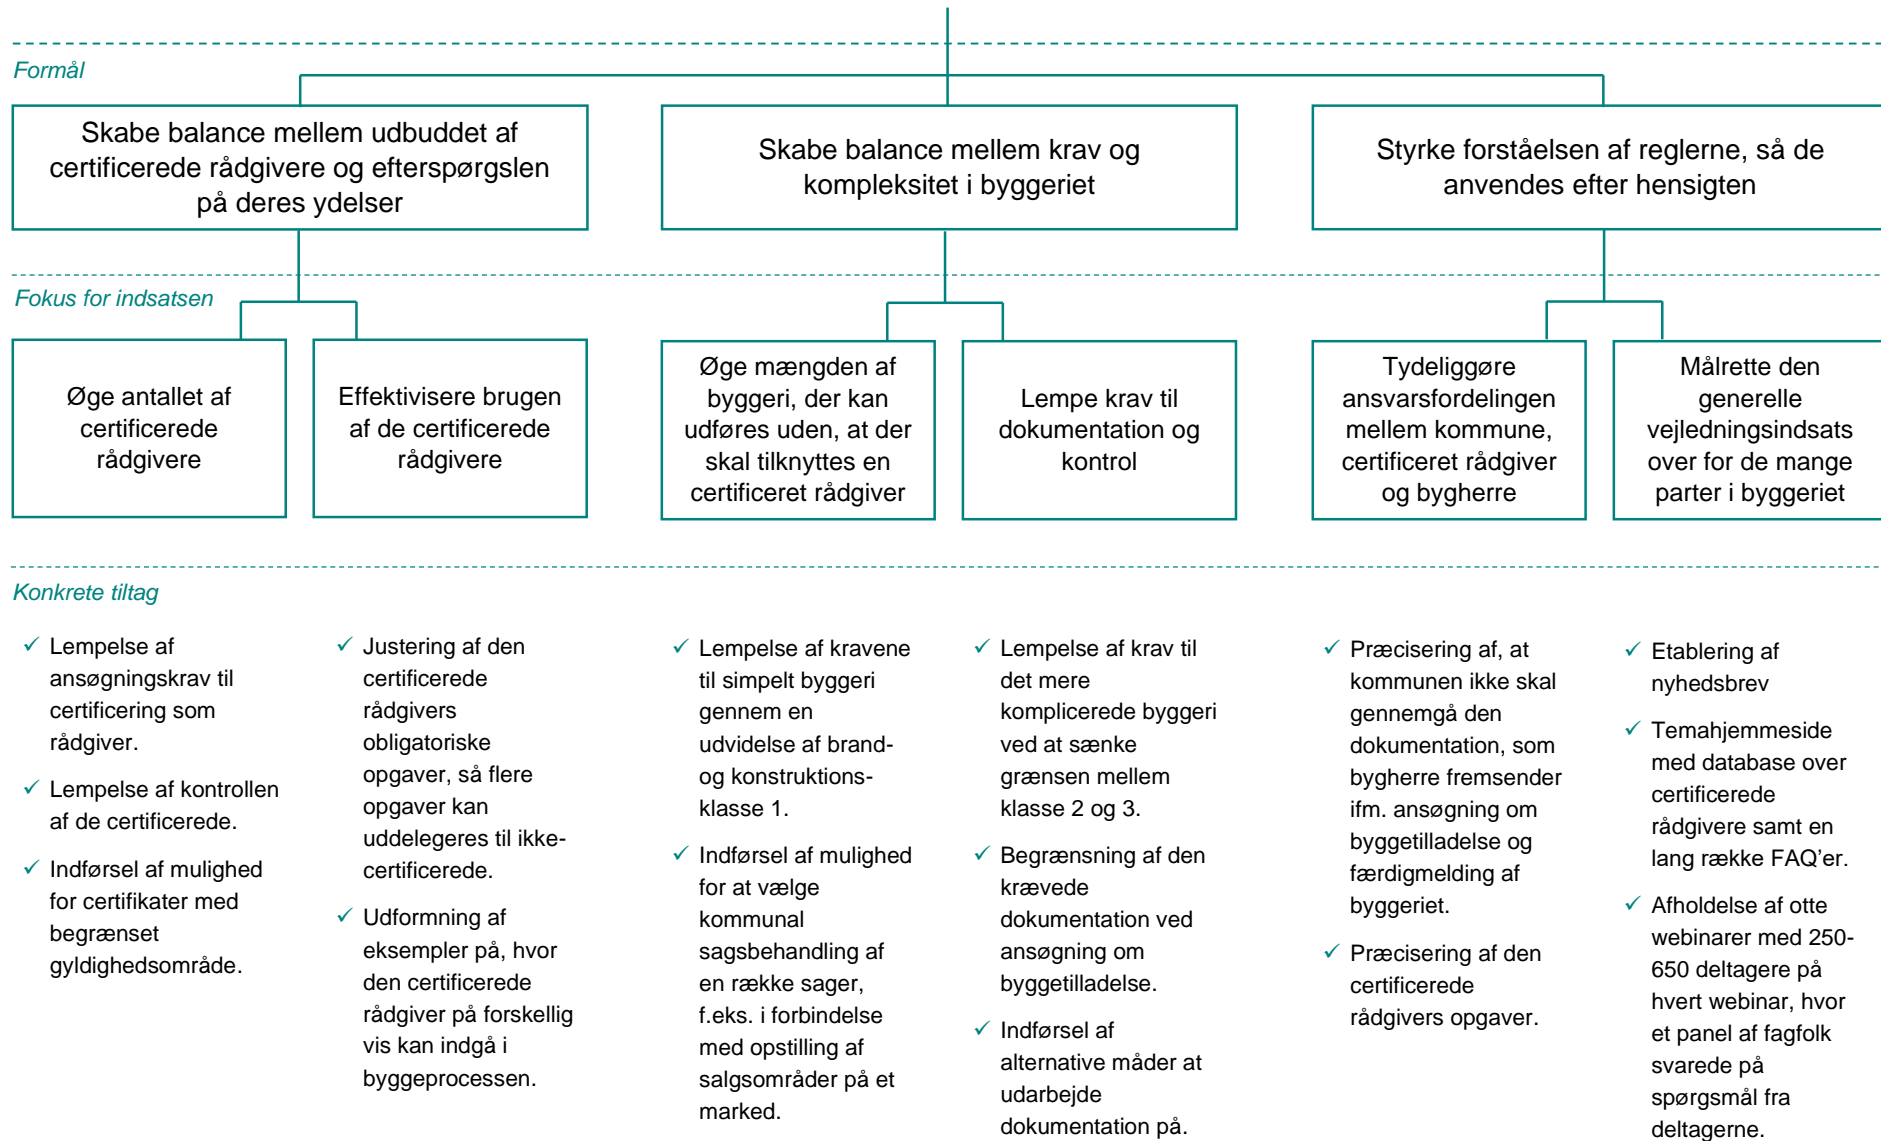 Formål
Skabe balance mellem udbuddet af
certificerede rådgivere og efterspørgslen
på deres ydelser
Skabe balance mellem krav og
kompleksitet i byggeriet
Styrke forståelsen af reglerne, så de
anvendes efter hensigten
Fokus for indsatsen
Øge antallet af
certificerede
rådgivere
Effektivisere brugen
af de certificerede
rådgivere
Øge mængden af
byggeri, der kan
udføres uden, at der
skal tilknyttes en
certificeret rådgiver
Lempe krav til
dokumentation og
kontrol
Tydeliggøre
ansvarsfordelingen
mellem kommune,
certificeret rådgiver
og bygherre
Målrette den
generelle
vejledningsindsats
over for de mange
parter i byggeriet
Konkrete tiltag
✓ Lempelse af
ansøgningskrav til
certificering som
rådgiver.
✓ Lempelse af kontrollen
af de certificerede.
✓ Indførsel af mulighed
for certifikater med
begrænset
gyldighedsområde.
✓ Justering af den
certificerede
rådgivers
obligatoriske
opgaver, så flere
opgaver kan
uddelegeres til ikke-
certificerede.
✓ Udformning af
eksempler på, hvor
den certificerede
rådgiver på forskellig
vis kan indgå i
byggeprocessen.
✓ Lempelse af kravene
til simpelt byggeri
gennem en
udvidelse af brand-
og konstruktions-
klasse 1.
✓ Indførsel af mulighed
for at vælge
kommunal
sagsbehandling af
en række sager,
f.eks. i forbindelse
med opstilling af
salgsområder på et
marked.
✓ Lempelse af krav til
det mere
komplicerede byggeri
ved at sænke
grænsen mellem
klasse 2 og 3.
✓ Begrænsning af den
krævede
dokumentation ved
ansøgning om
byggetilladelse.
✓ Indførsel af
alternative måder at
udarbejde
dokumentation på.
✓ Præcisering af, at
kommunen ikke skal
gennemgå den
dokumentation, som
bygherre fremsender
ifm. ansøgning om
byggetilladelse og
færdigmelding af
byggeriet.
✓ Præcisering af den
certificerede
rådgivers opgaver.
✓ Etablering af
nyhedsbrev
✓ Temahjemmeside
med database over
certificerede
rådgivere samt en
lang række FAQ’er.
✓ Afholdelse af otte
webinarer med 250-
650 deltagere på
hvert webinar, hvor
et panel af fagfolk
svarede på
spørgsmål fra
deltagerne.